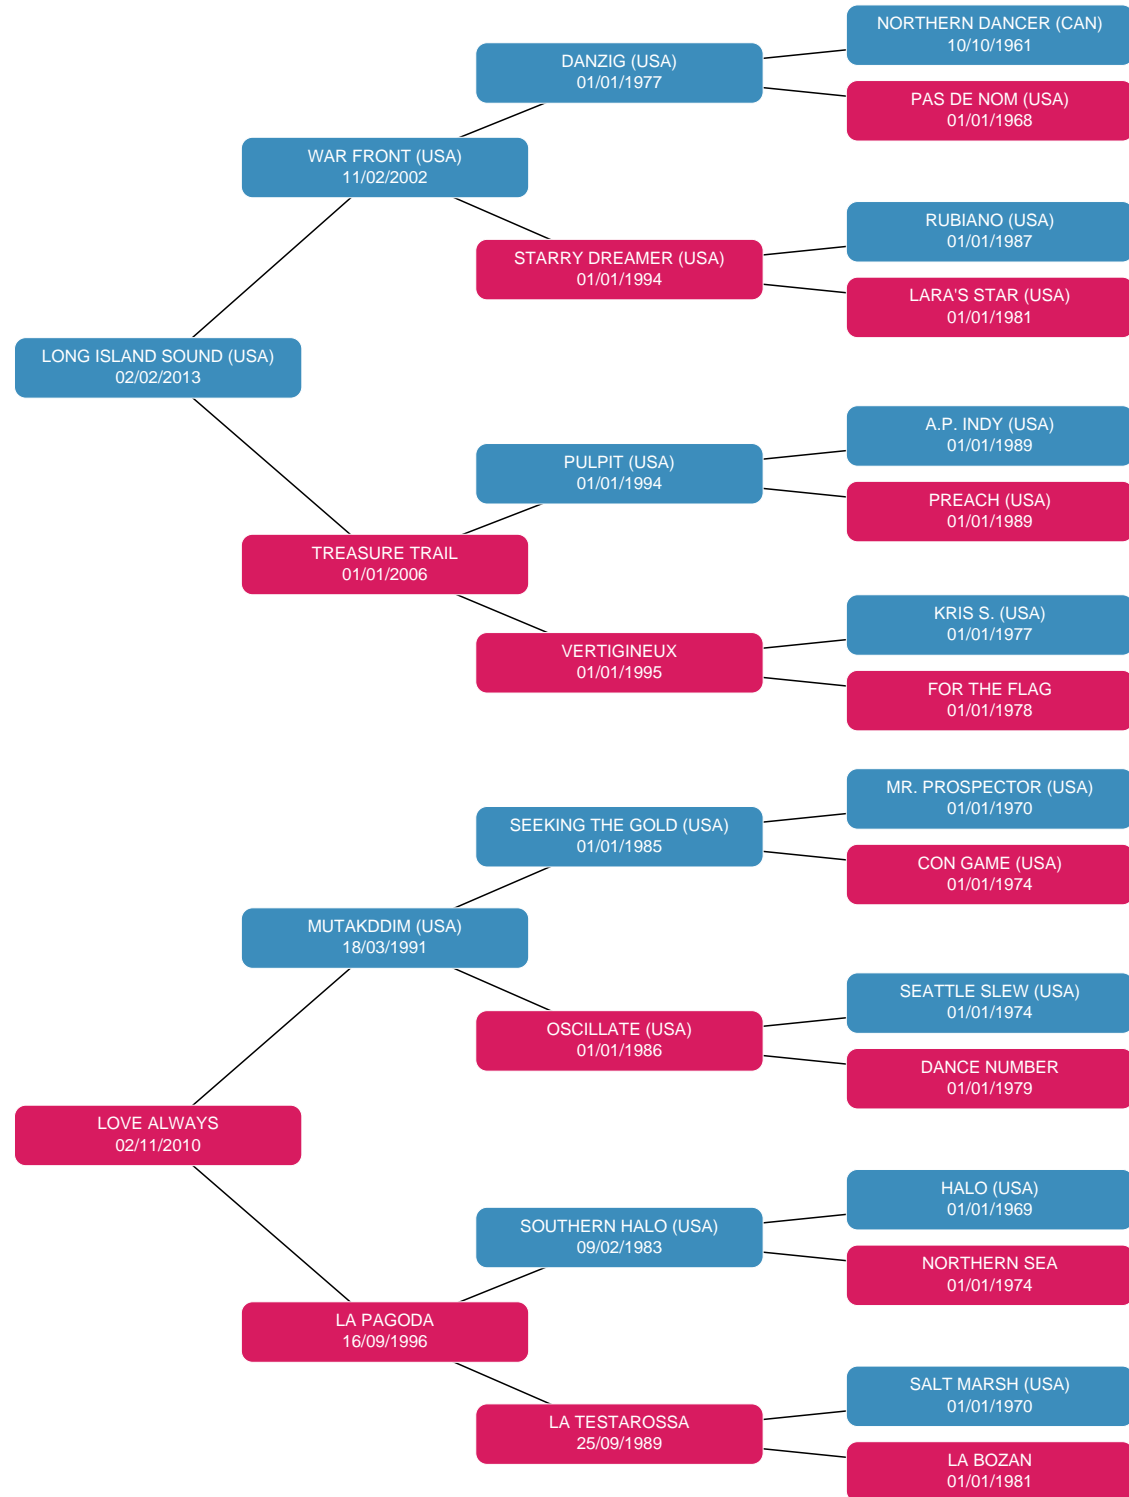 NORTHERN DANCER (CAN)
10/10/1961
DANZIG (USA)
01/01/1977
PAS DE NOM (USA)
01/01/1968
WAR FRONT (USA)
11/02/2002
RUBIANO (USA)
01/01/1987
STARRY DREAMER (USA)
01/01/1994
LARA'S STAR (USA)
01/01/1981
LONG ISLAND SOUND (USA)
02/02/2013
A.P. INDY (USA)
01/01/1989
PULPIT (USA)
01/01/1994
PREACH (USA)
01/01/1989
TREASURE TRAIL
01/01/2006
KRIS S. (USA)
01/01/1977
VERTIGINEUX
01/01/1995
FOR THE FLAG
01/01/1978
MR. PROSPECTOR (USA)
01/01/1970
SEEKING THE GOLD (USA)
01/01/1985
CON GAME (USA)
01/01/1974
MUTAKDDIM (USA)
18/03/1991
SEATTLE SLEW (USA)
01/01/1974
OSCILLATE (USA)
01/01/1986
DANCE NUMBER
01/01/1979
LOVE ALWAYS
02/11/2010
HALO (USA)
01/01/1969
SOUTHERN HALO (USA)
09/02/1983
NORTHERN SEA
01/01/1974
LA PAGODA
16/09/1996
SALT MARSH (USA)
01/01/1970
LA TESTAROSSA
25/09/1989
LA BOZAN
01/01/1981